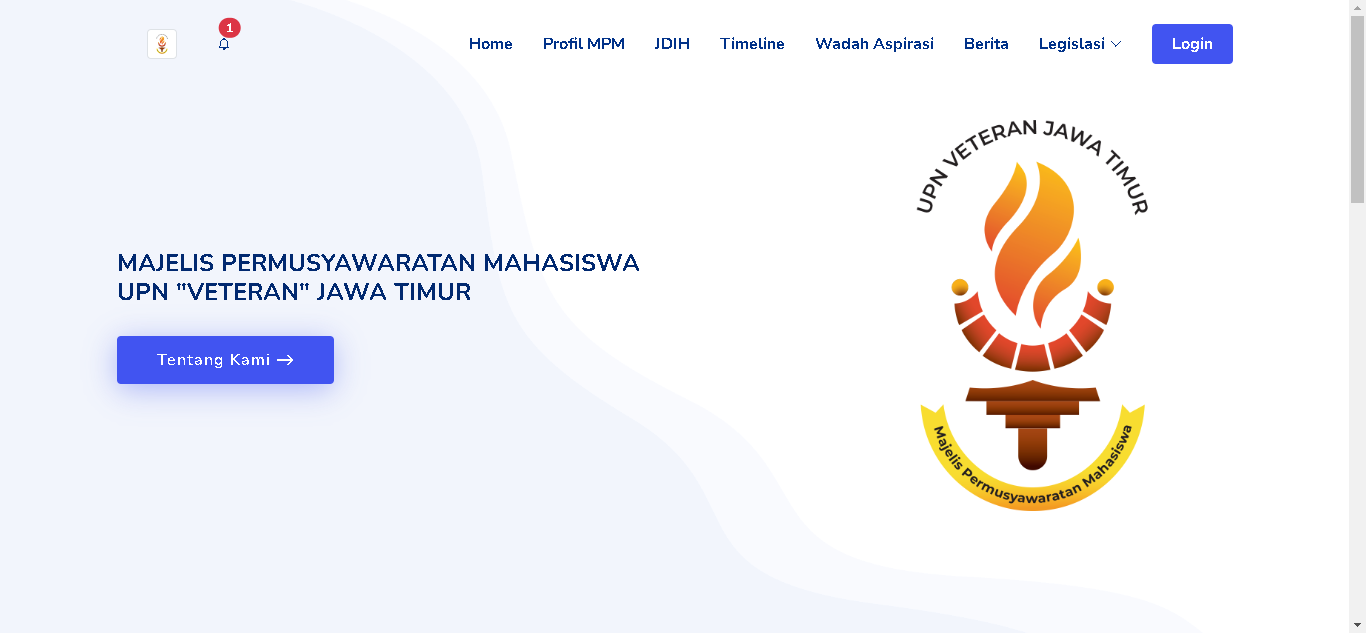 1
Home Profil MPM JDIH Timeline Wadah Aspirasi Berita Legislasi Login
MAJELIS PERMUSYAWARATAN MAHASISWA
UPN "VETERAN" JAWA TIMUR
Tentang Kami →
UPN VETERAN JAWA TIMUR
Majelis Permusyawaratan Mahasiswa